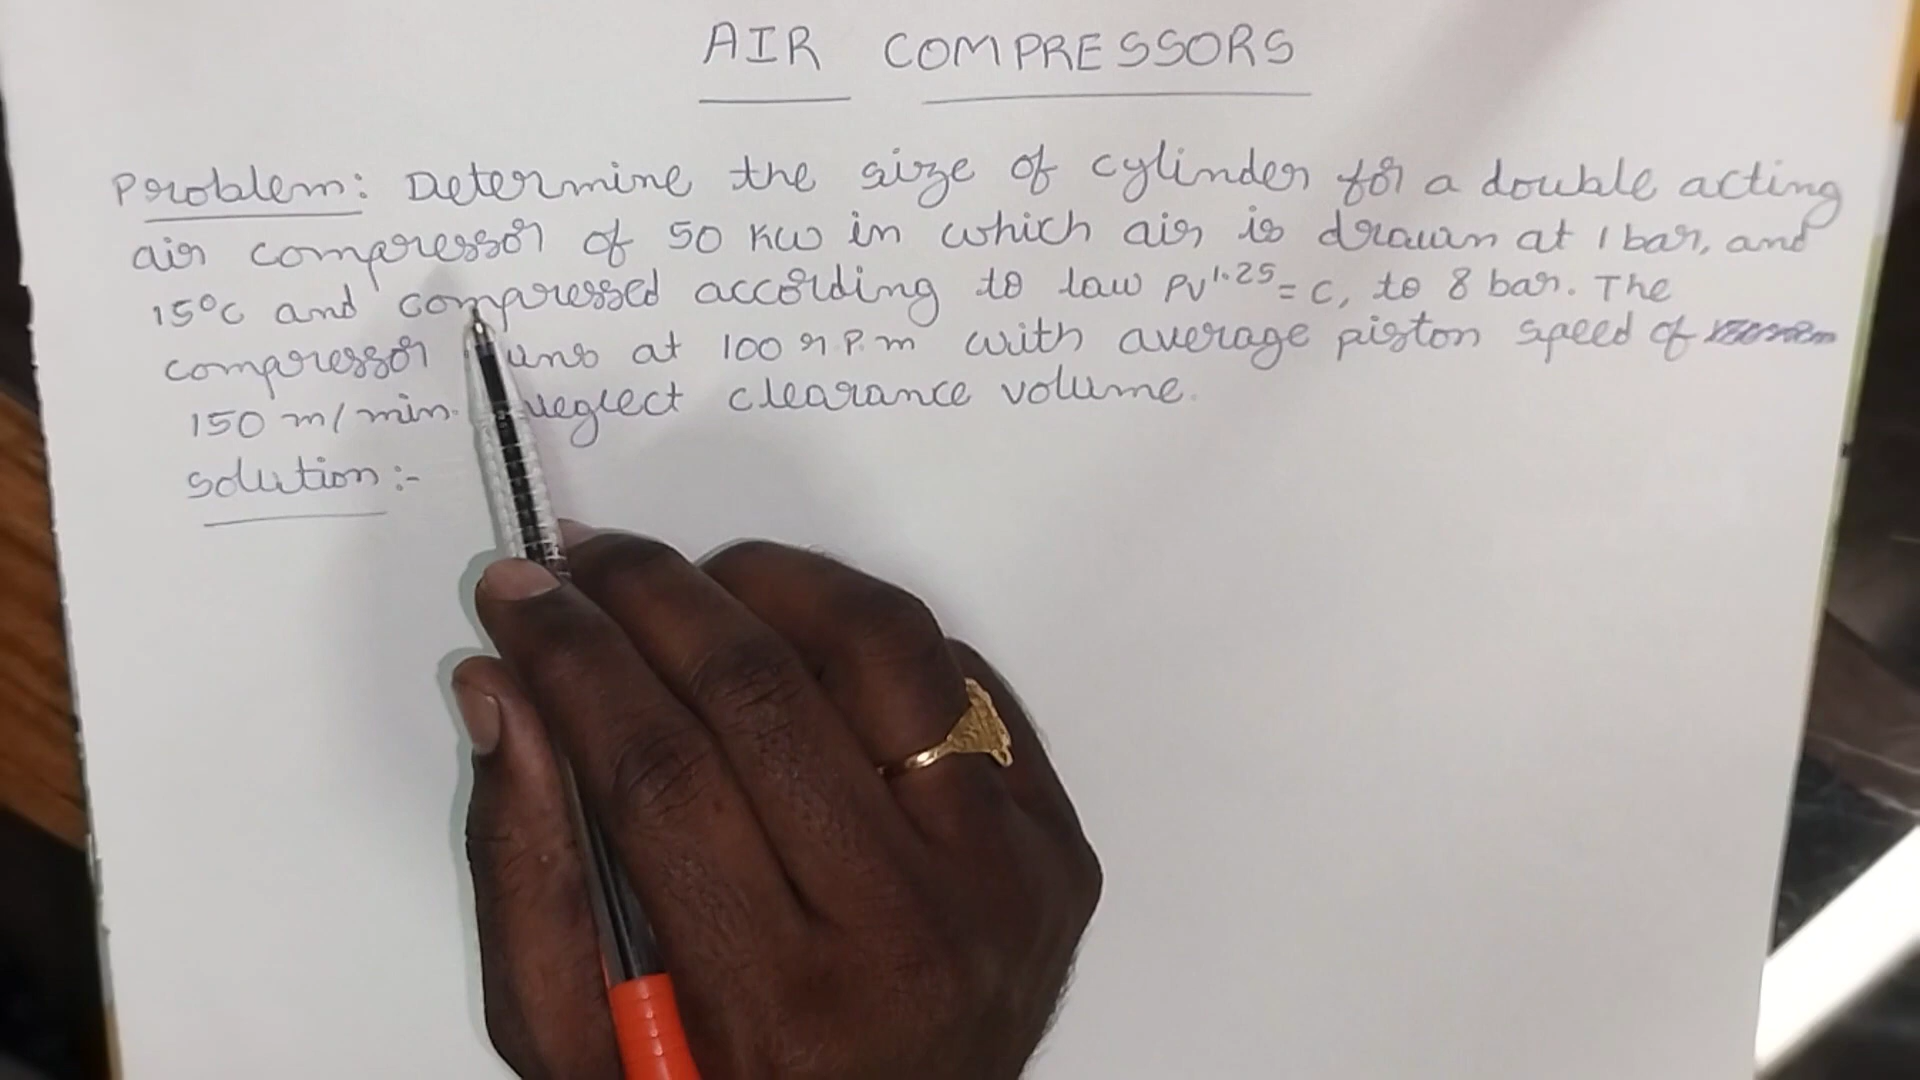 AIR COMPRESSORS
Problem: Determine the size of cylinder for a double acting
air compressor of 50 KW in which air is drawn at 1 bar, and
15°C and compressed according to law PV^1.25 = C, to 8 bar. The
compressor at 100 r.P.m with average piston speed of
150 m/min. neglect clearance volume.
Solution :-